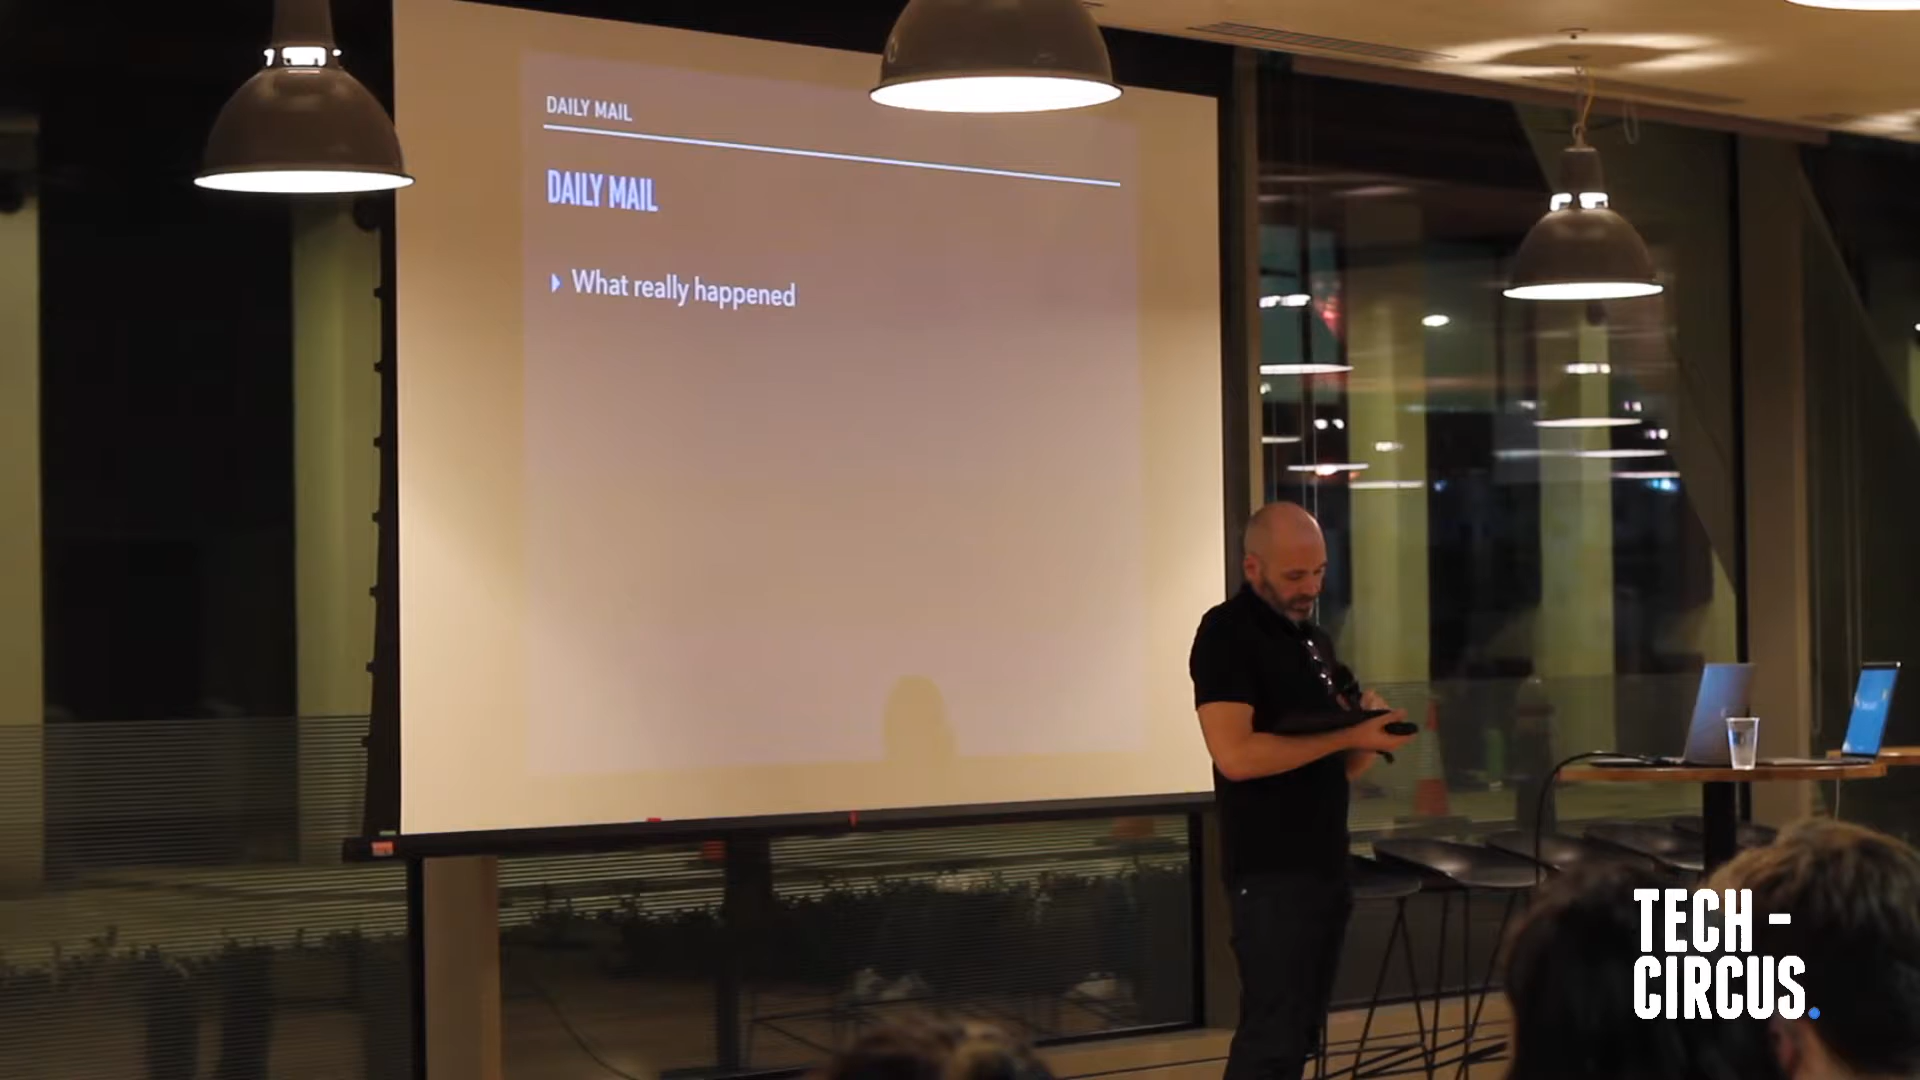 DAILY MAIL
DAILY MAIL
What really happened
TECH -
CIRCUS.